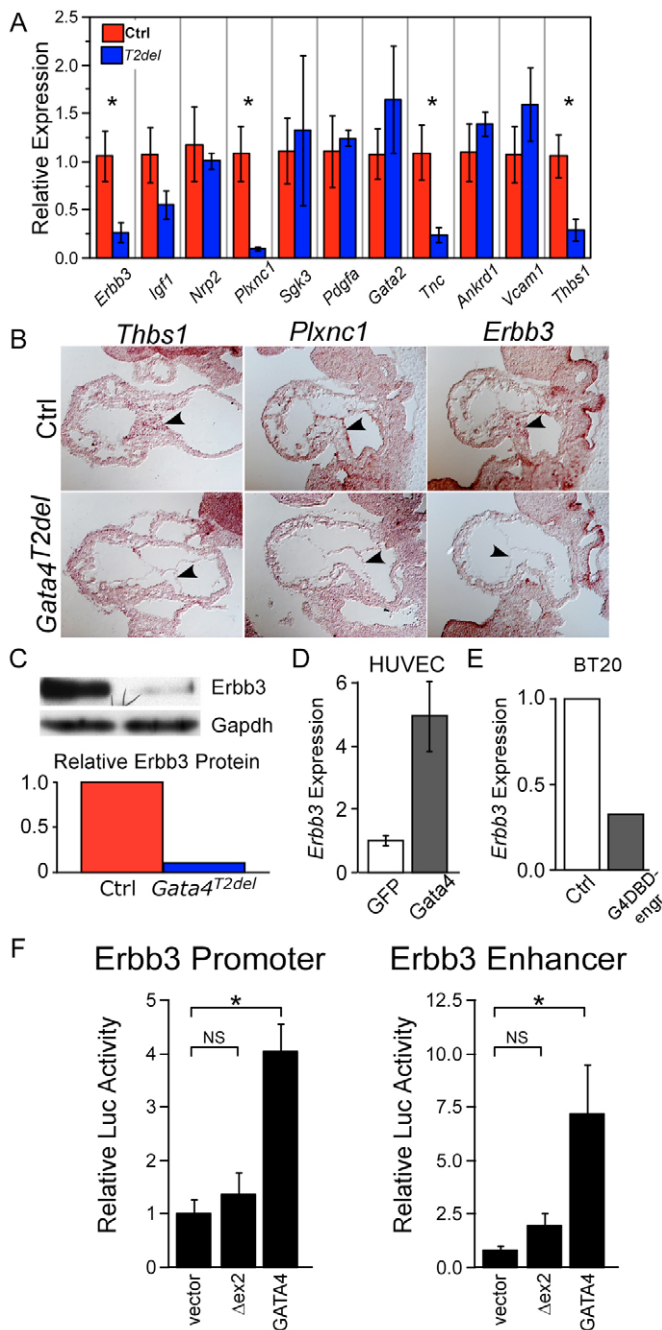 A
Ctrl
T2del
Relative Expression
2.5
2.0
1.5
1.0
0.5
0.0
* * * *
Erbb3 Igf1 Nrp2 Plxnc1 Sgk3 Pdgfa Gata2 Tnc Ankrd1 Vcam1 Thbs1
B
Thbs1 Plxnc1 Erbb3
Ctrl
Gata4T2del
C
Erbb3
Gapdh
Relative Erbb3 Protein
1.0
0.5
0
Ctrl Gata4T2del
D
HUVEC
Erbb3 Expression
6
4
2
0
GFP Gata4
E
BT20
Erbb3 Expression
1.0
0.5
0.0
Ctrl G4DBD-
engr
F
Erbb3 Promoter
Relative Luc Activity
5
4
3
2
1
0
*
NS
vector Δex2 GATA4
Erbb3 Enhancer
Relative Luc Activity
12.5
10.0
7.5
5.0
2.5
0
*
NS
vector Δex2 GATA4